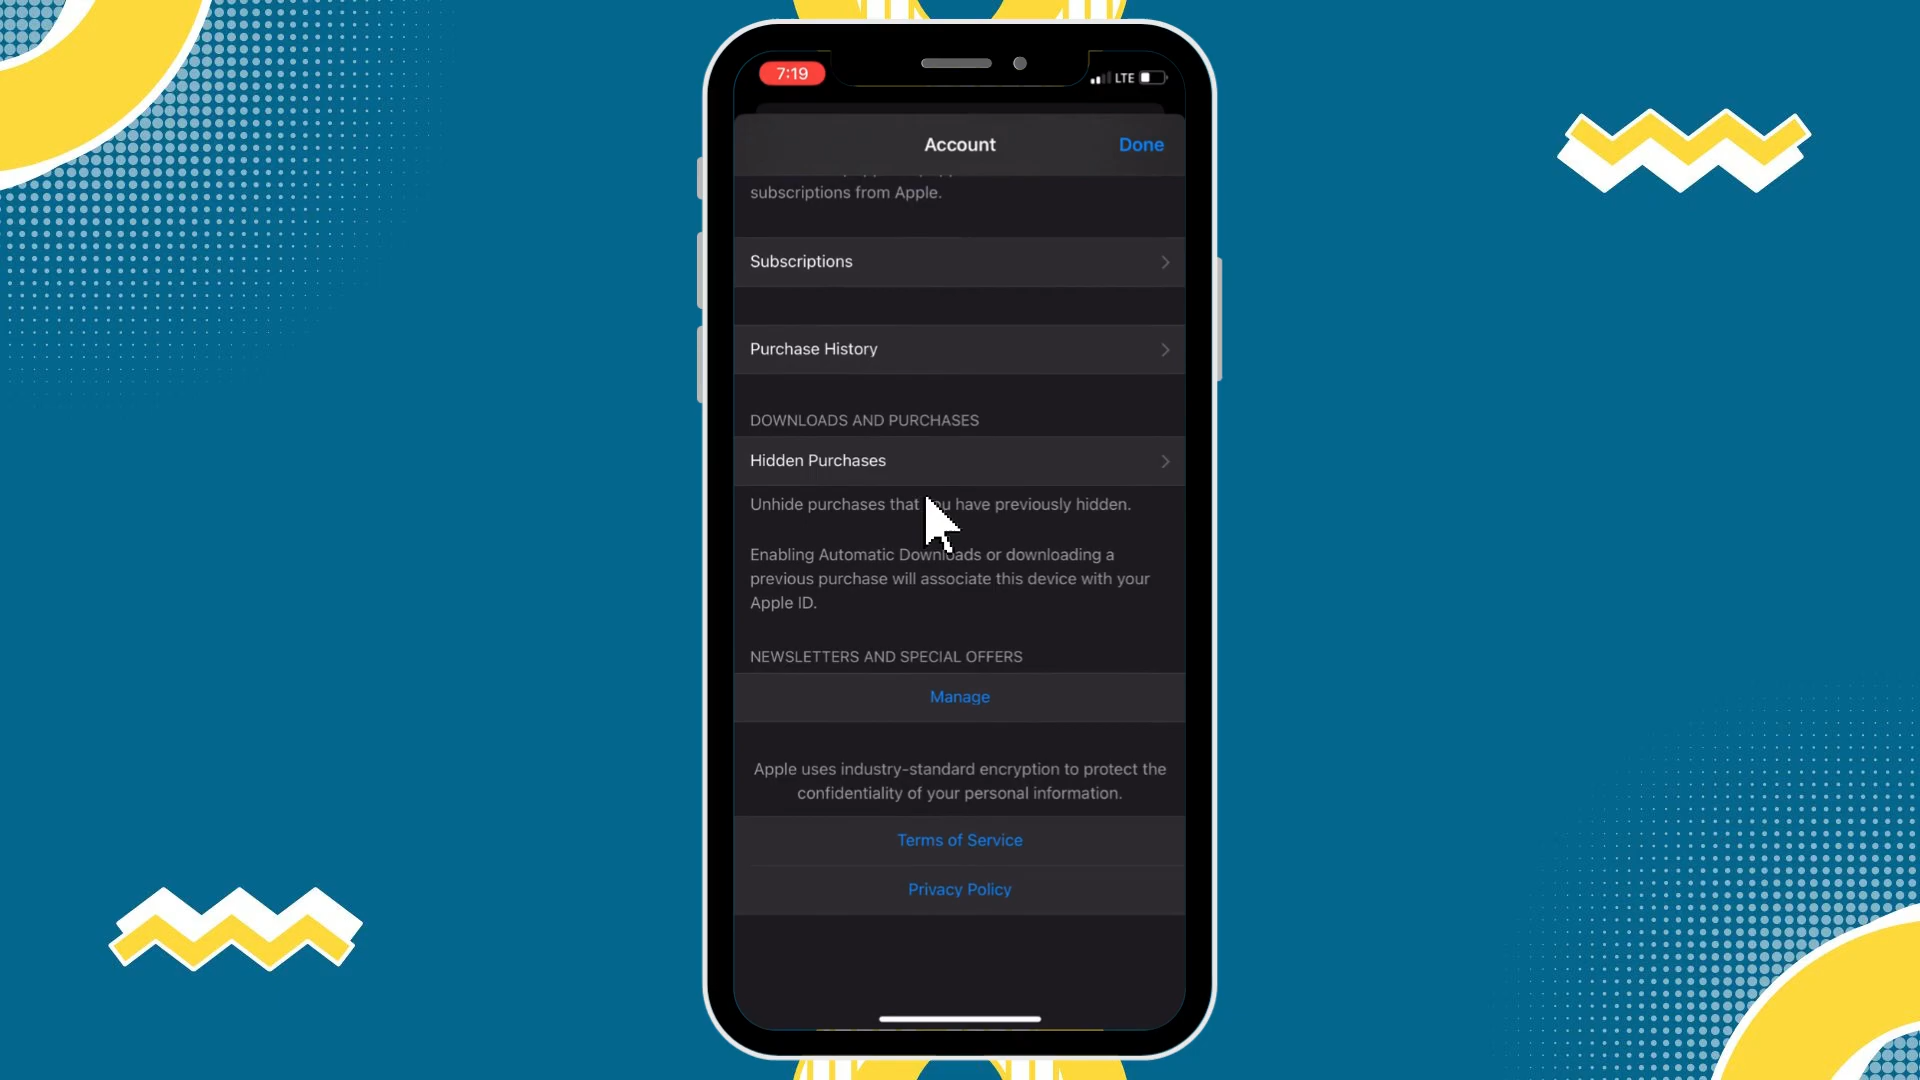 7:19
LTE
Account
Done
subscriptions from Apple.
Subscriptions
Purchase History
DOWNLOADS AND PURCHASES
Hidden Purchases
Unhide purchases that you have previously hidden.
Enabling Automatic Downloads or downloading a
previous purchase will associate this device with your
Apple ID.
NEWSLETTERS AND SPECIAL OFFERS
Manage
Apple uses industry-standard encryption to protect the
confidentiality of your personal information.
Terms of Service
Privacy Policy